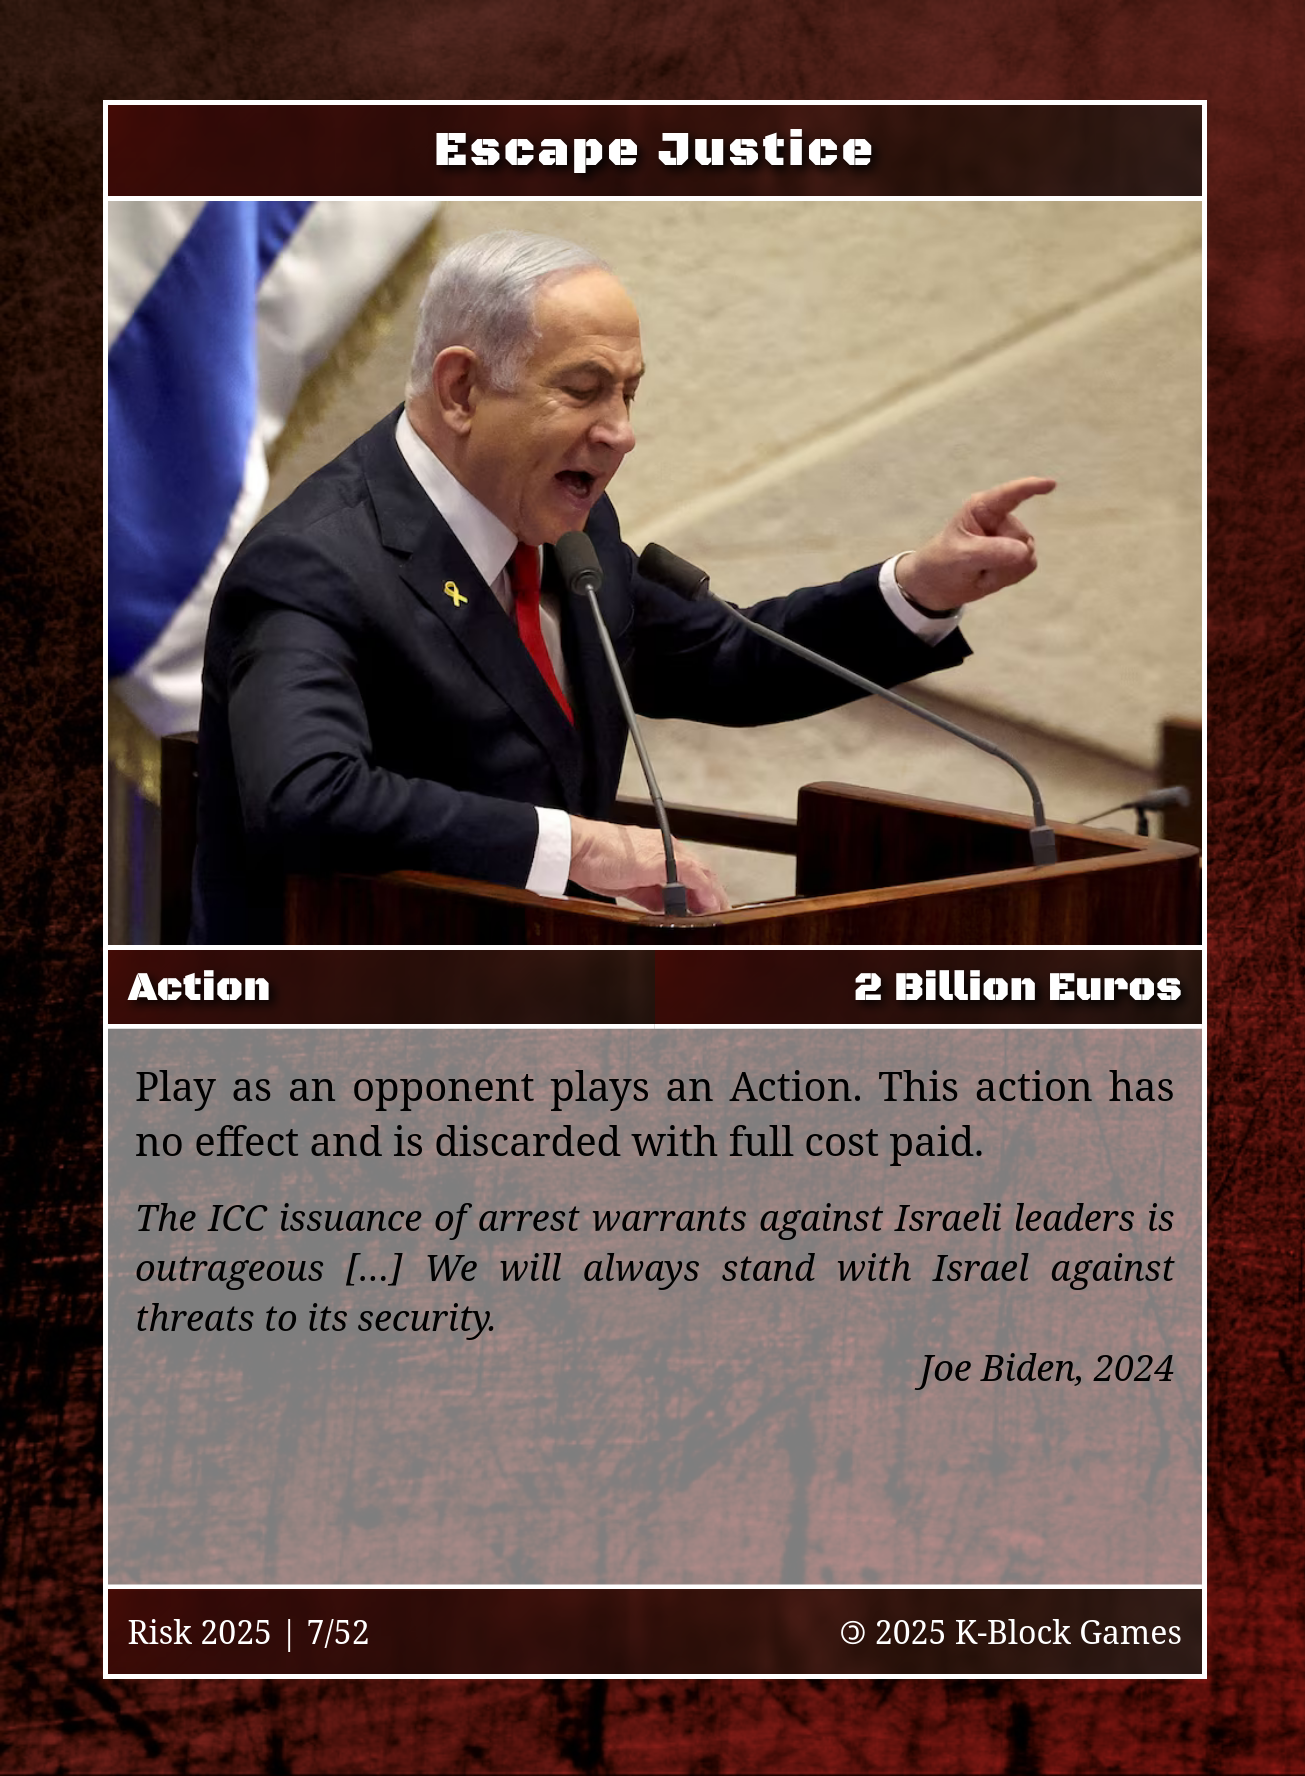 Escape Justice
Action
2 Billion Euros
Play as an opponent plays an Action. This action has
no effect and is discarded with full cost paid.
The ICC issuance of arrest warrants against Israeli leaders is
outrageous [...] We will always stand with Israel against
threats to its security.
Joe Biden, 2024
Risk 2025 | 7/52
🄯 2025 K-Block Games